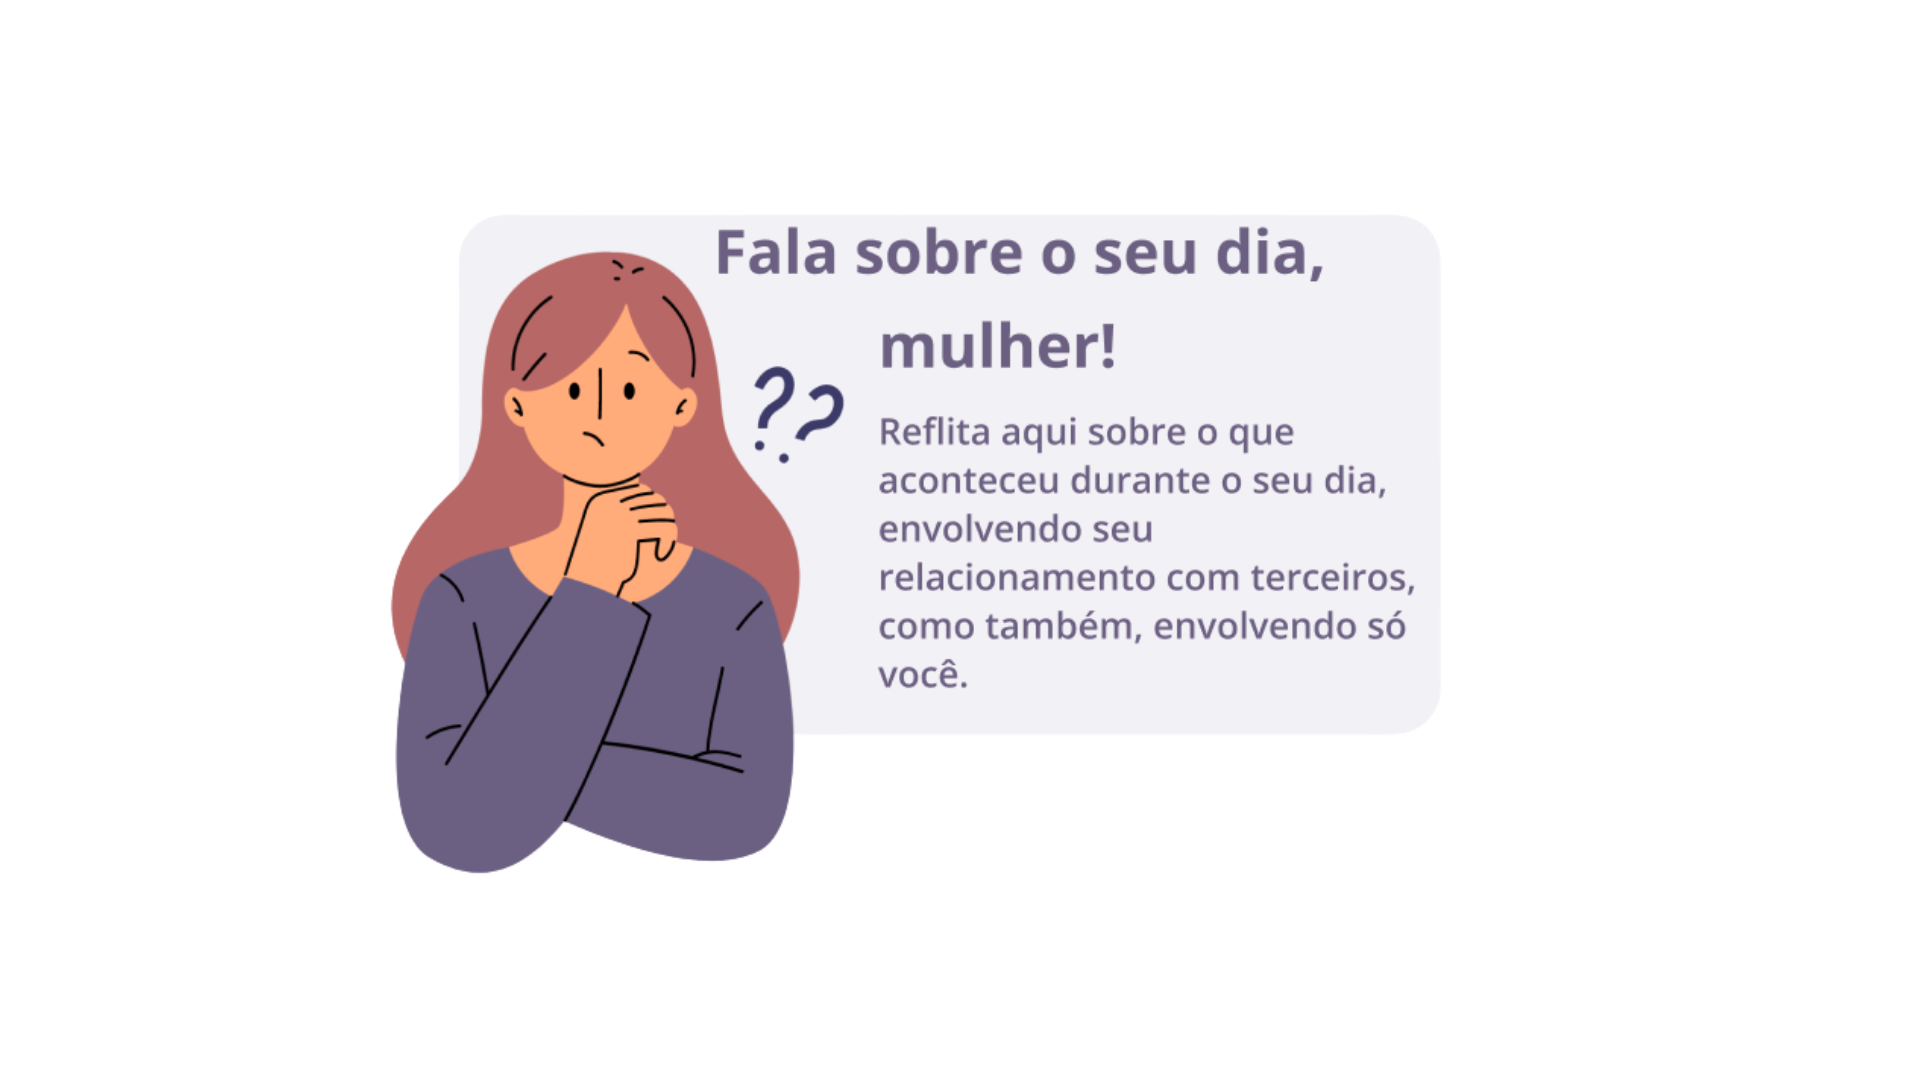 Fala sobre o seu dia,
mulher!
??
Reflita aqui sobre o que
aconteceu durante o seu dia,
envolvendo seu
relacionamento com terceiros,
como também, envolvendo só
você.